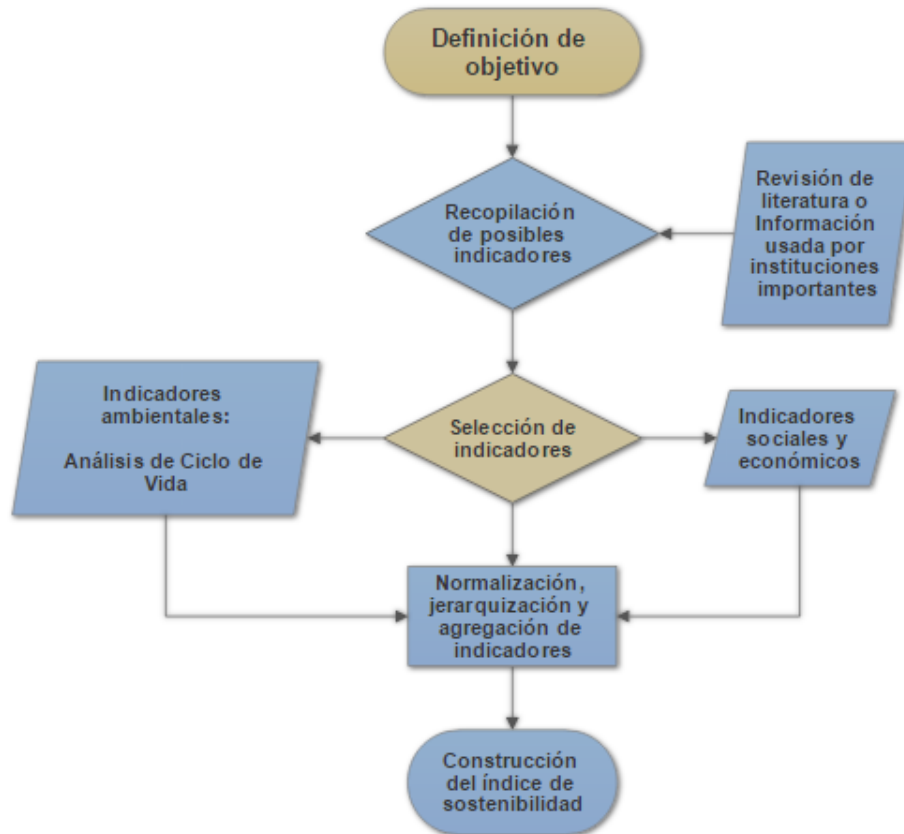 Definición de
objetivo
Recopilación
de posibles
indicadores
Revisión de
literatura o
Información
usada por
instituciones
importantes
Indicadores
ambientales:
Análisis de Ciclo de
Vida
Selección de
indicadores
Indicadores
sociales y
económicos
Normalización,
jerarquización y
agregación de
indicadores
Construcción
del índice de
sostenibilidad